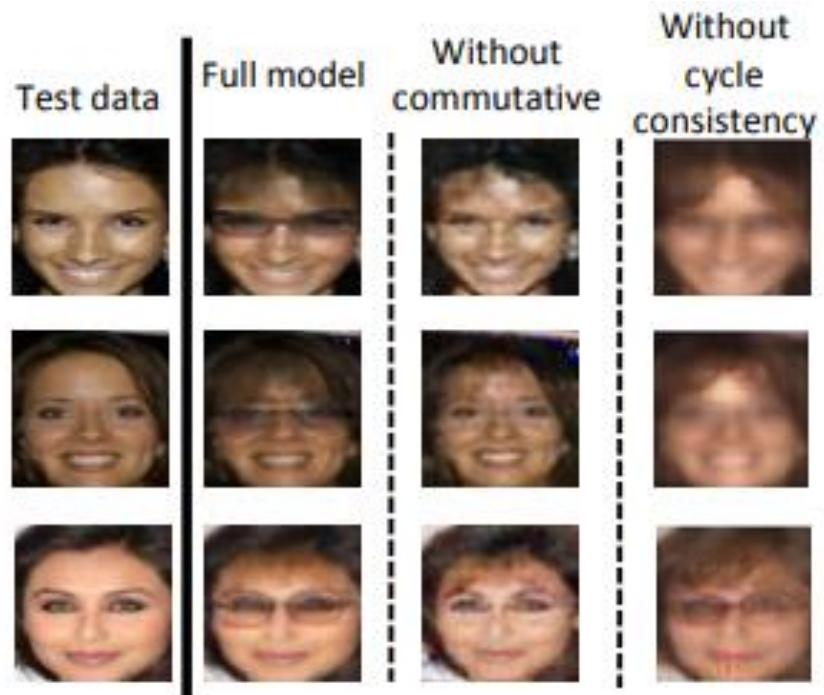 Test data
Full model
Without
commutative
Without
cycle
consistency